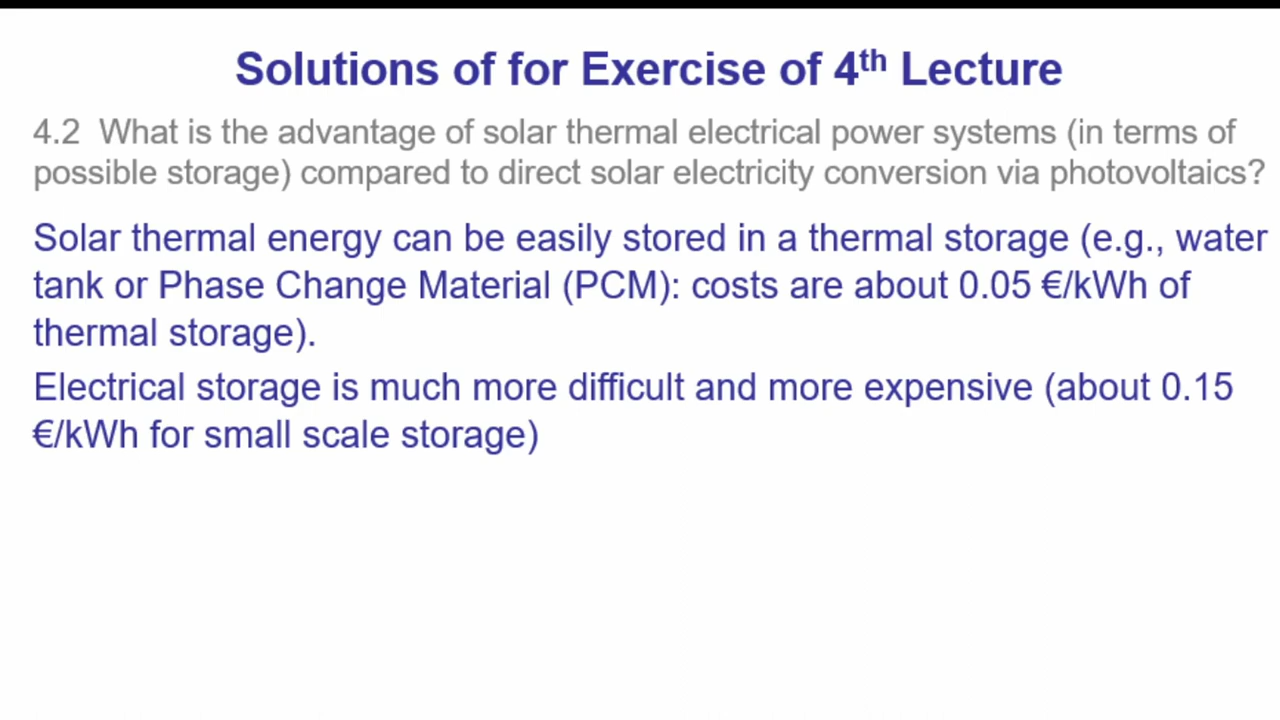 Solutions of for Exercise of 4th Lecture
4.2 What is the advantage of solar thermal electrical power systems (in terms of
possible storage) compared to direct solar electricity conversion via photovoltaics?
Solar thermal energy can be easily stored in a thermal storage (e.g., water
tank or Phase Change Material (PCM): costs are about 0.05 €/kWh of
thermal storage).
Electrical storage is much more difficult and more expensive (about 0.15
€/kWh for small scale storage)